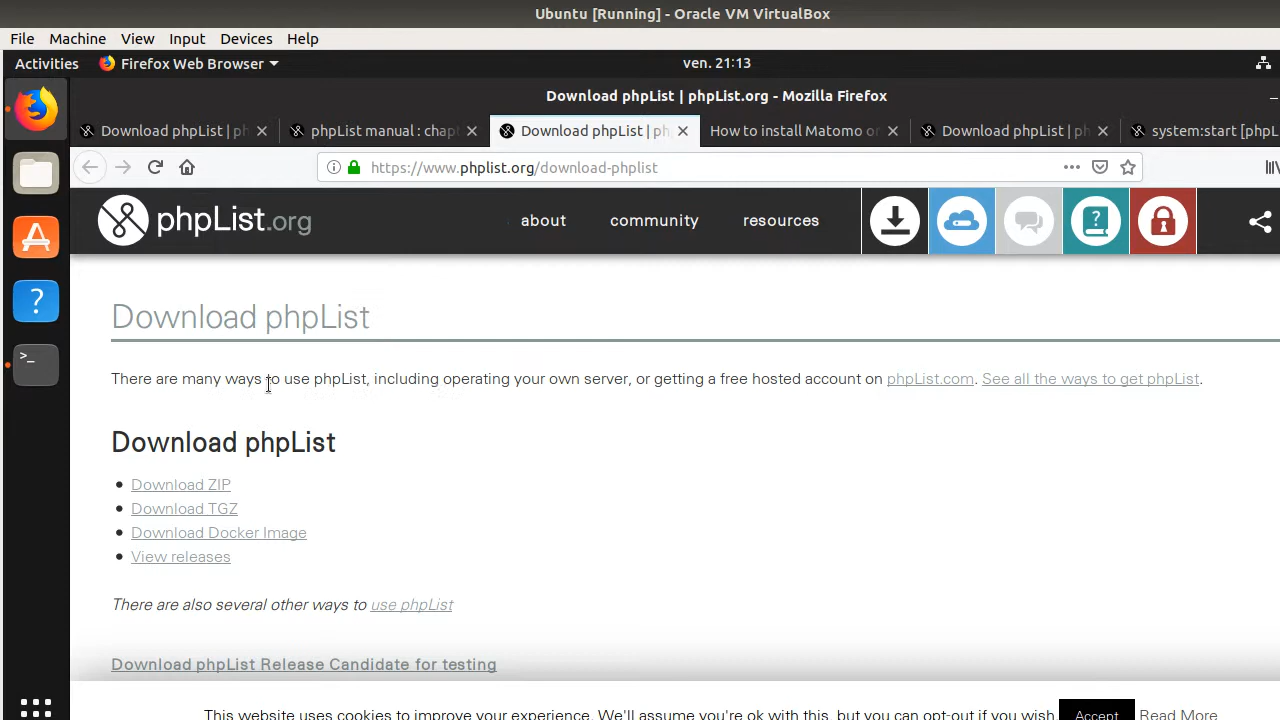 Ubuntu [Running] - Oracle VM VirtualBox
File Machine View Input Devices Help
Activities Firefox Web Browser ven. 21:13
Download phpList | phpList.org - Mozilla Firefox
Download phpList | ph phpList manual : chapt Download phpList | ph How to install Matomo or Download phpList | ph system:start [phpL
https://www.phplist.org/download-phplist
phpList.org about community resources
Download phpList
There are many ways to use phpList, including operating your own server, or getting a free hosted account on phpList.com. See all the ways to get phpList.
Download phpList
Download ZIP
Download TGZ
Download Docker Image
View releases
There are also several other ways to use phpList
Download phpList Release Candidate for testing
This website uses cookies to improve your experience. We'll assume you're ok with this, but you can opt-out if you wish Accept Read More